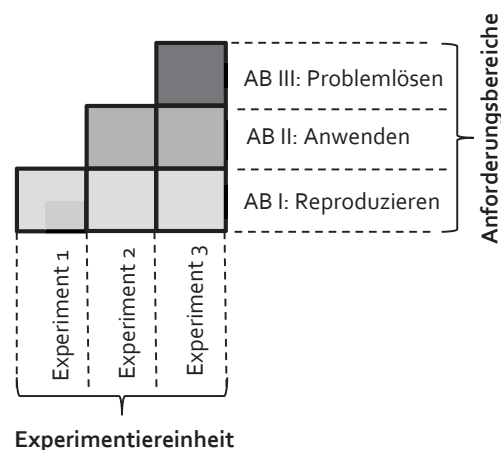 AB III: Problemlösen
AB II: Anwenden
AB I: Reproduzieren
Anforderungsbereiche
Experiment 1
Experiment 2
Experiment 3
Experimentiereinheit